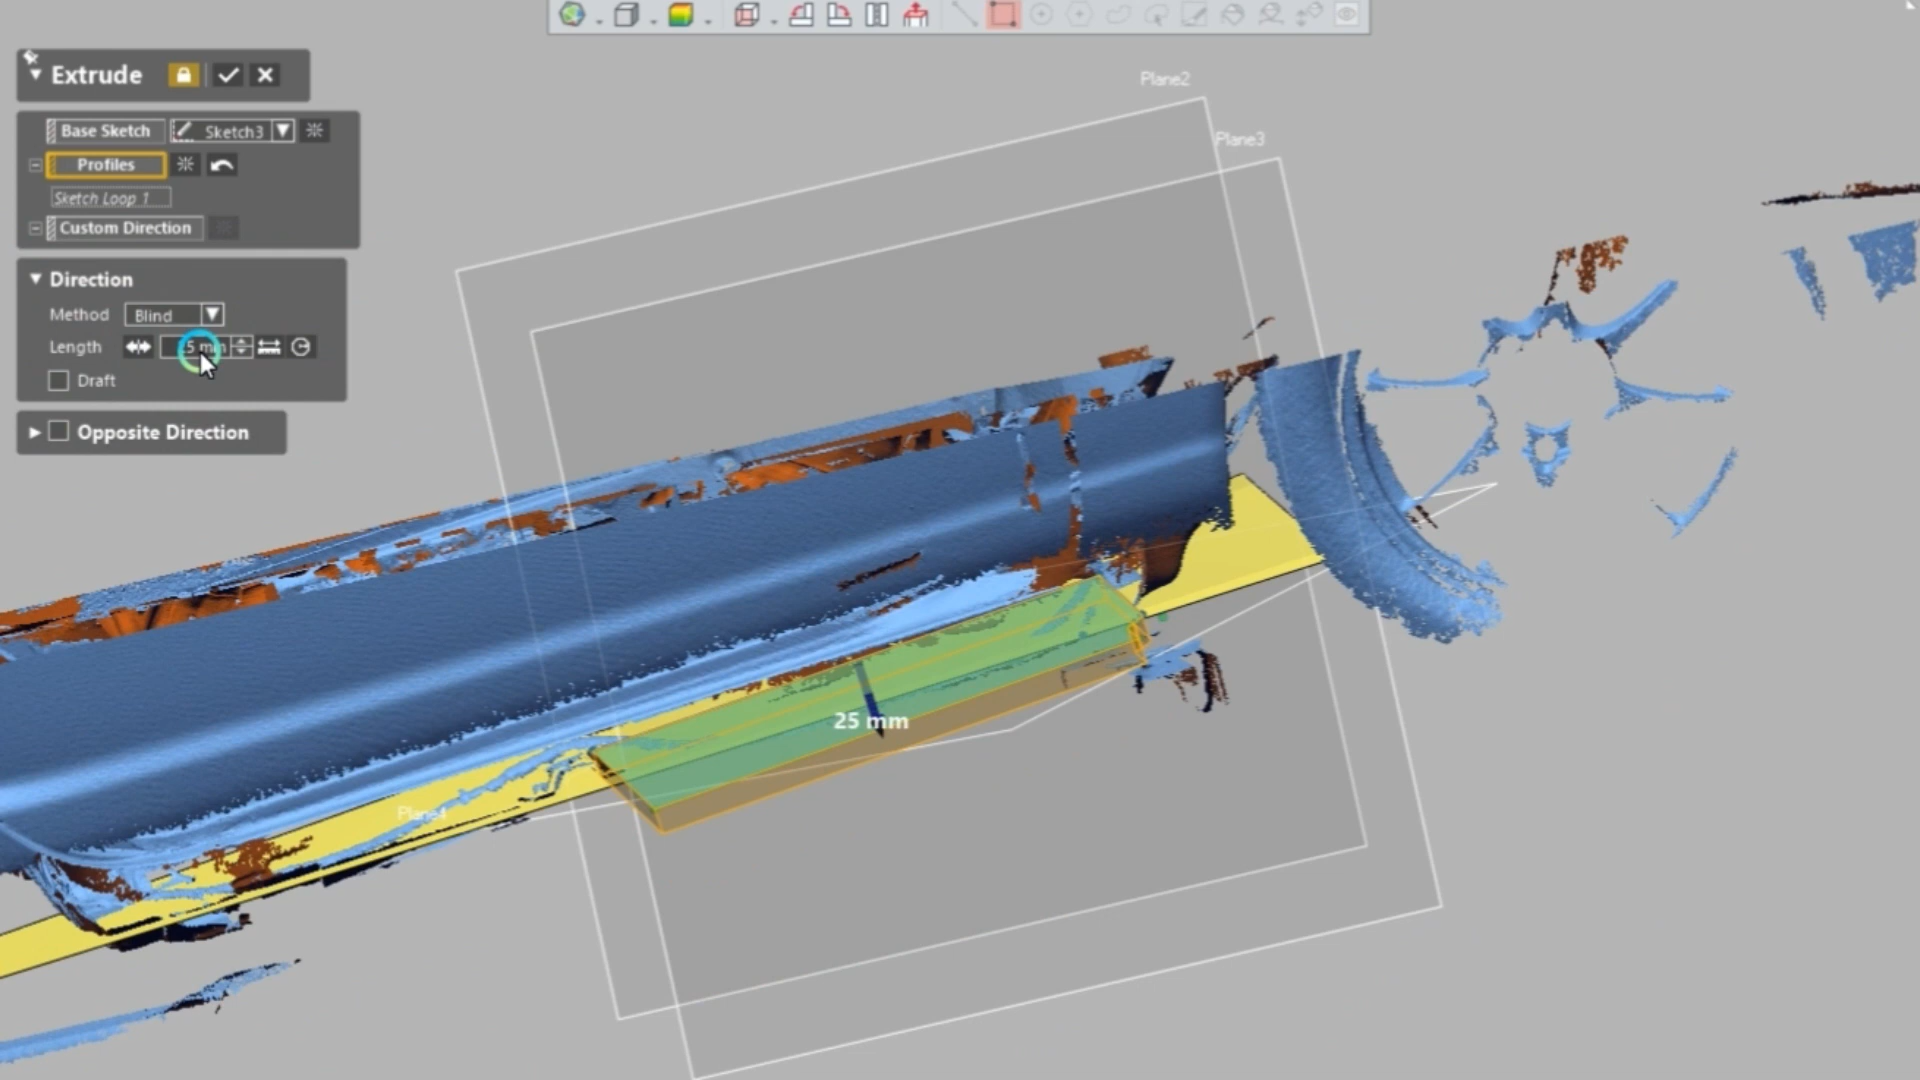 Extrude
Base Sketch Sketch3
Profiles
Sketch Loop 1
Custom Direction
Direction
Method Blind
Length 5 mm
Draft
Opposite Direction
Plane2
Plane3
25 mm
Plane4